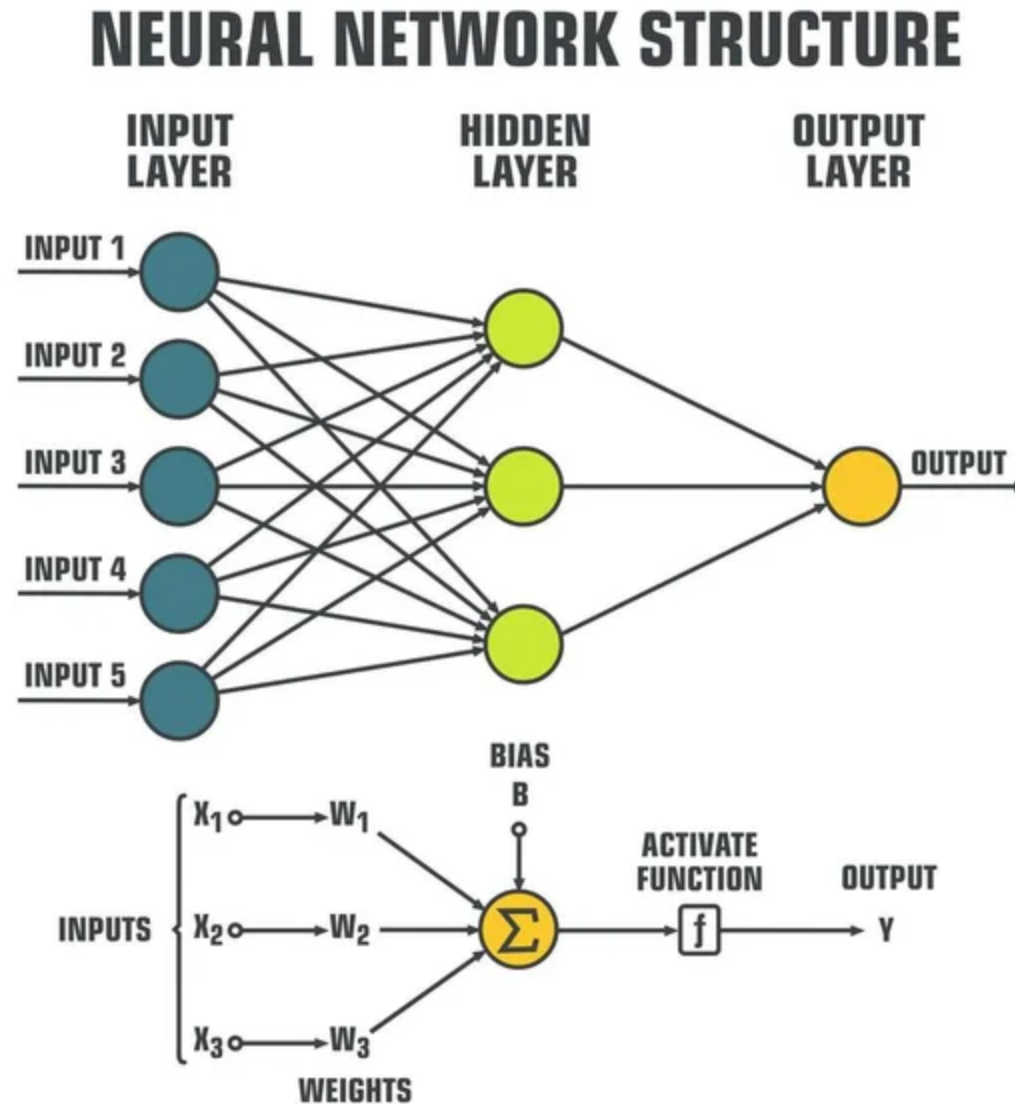 NEURAL NETWORK STRUCTURE
INPUT
LAYER
HIDDEN
LAYER
OUTPUT
LAYER
INPUT 1
INPUT 2
INPUT 3
INPUT 4
INPUT 5
OUTPUT
BIAS
B
X1
W1
X2
W2
X3
W3
INPUTS
WEIGHTS
Σ
ACTIVATE
FUNCTION
f
OUTPUT
Y